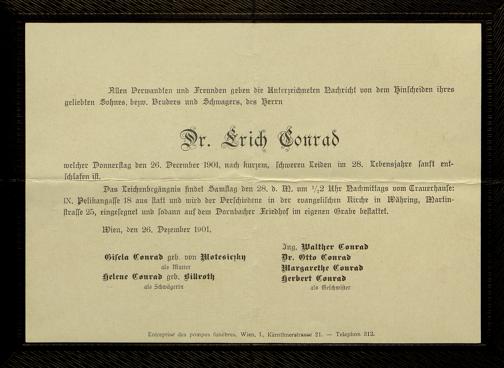 Allen Verwandten und Freunden geben die Unterzeichneten Nachricht von dem Hinscheiden ihres
geliebten Sohnes, bezw. Bruders und Schwagers, des Herrn
Dr. Erich Conrad
welcher Donnerstag den 26. December 1901, nach kurzem, schweren Leiden im 28. Lebensjahre sanft ent-
schlafen ist.
Das Leichenbegängnis findet Samstag den 28. d. M. um ½2 Uhr Nachmittags vom Trauerhause:
IX. Pelikangasse 18 aus statt und wird der Verschiedene in der evangelischen Kirche in Währing, Martin-
strasse 25, eingesegnet und sodann auf dem Dornbacher Friedhof im eigenen Grabe bestattet.
Wien, den 26. Dezember 1901.
Gisela Conrad geb. von Motesiczky
als Mutter
Helene Conrad geb. Billroth
als Schwägerin
Ing. Walther Conrad
Dr. Otto Conrad
Margarethe Conrad
Herbert Conrad
als Geschwister
Entreprise des pompes funèbres, Wien, I., Kärnthnerstrasse 21. — Telephon 312.